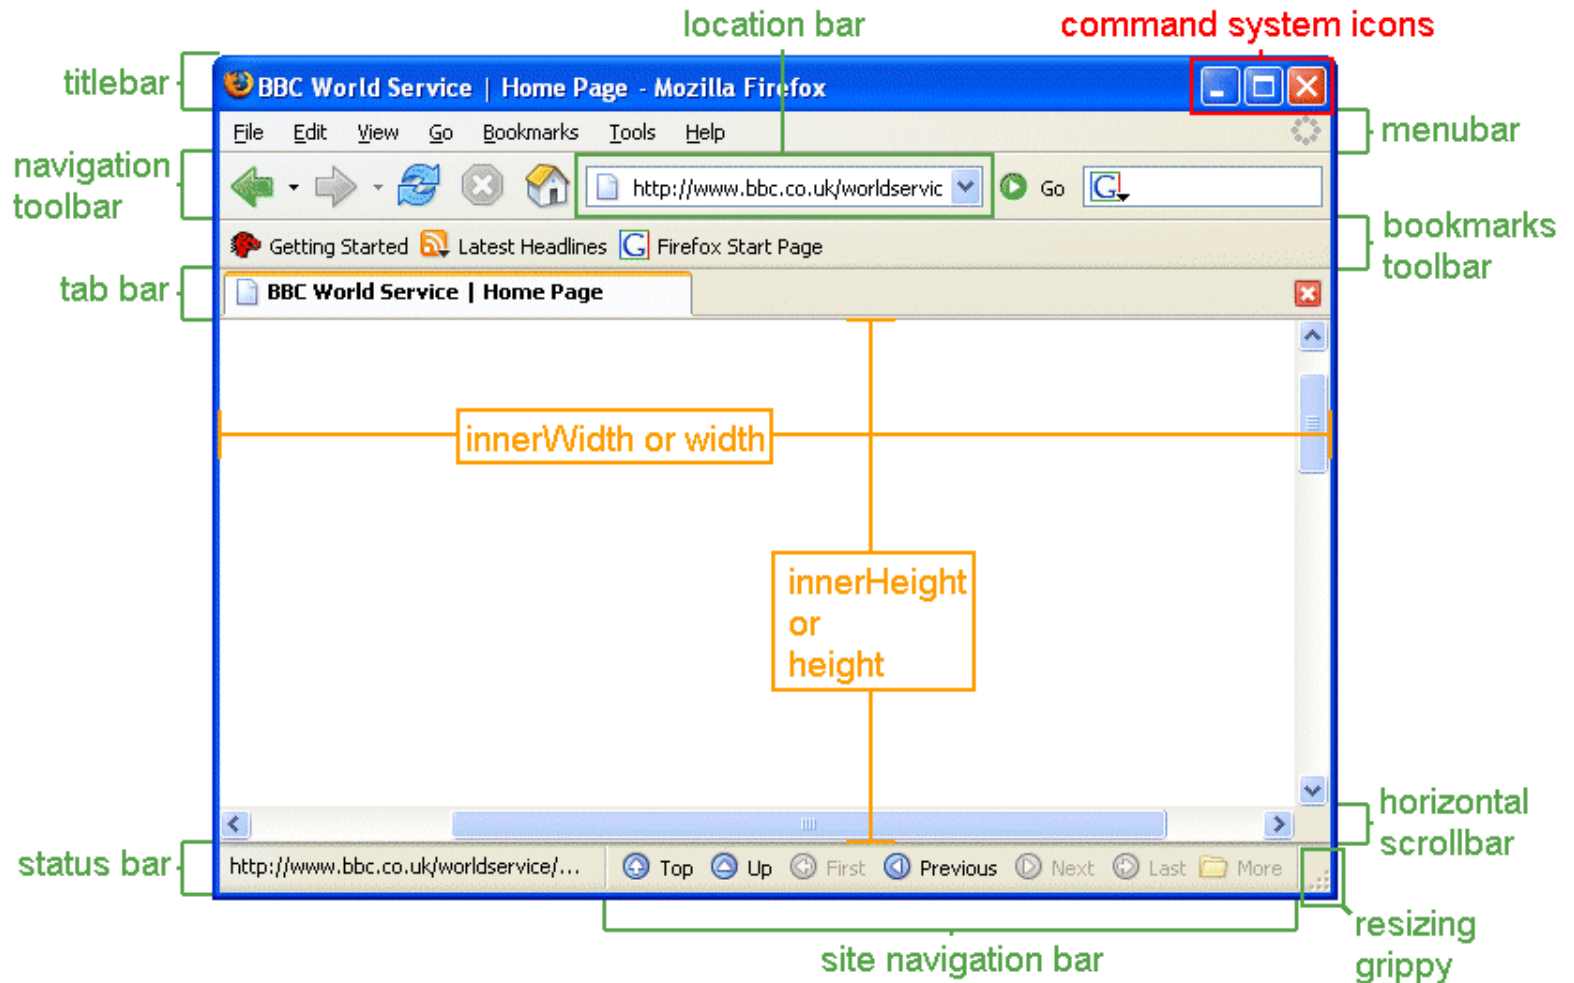 location bar
command system icons
titlebar
BBC World Service | Home Page - Mozilla Firefox
File Edit View Go Bookmarks Tools Help
menubar
navigation
toolbar
http://www.bbc.co.uk/worldservic
Go
G
bookmarks
toolbar
Getting Started Latest Headlines G Firefox Start Page
tab bar
BBC World Service | Home Page
innerWidth or width
innerHeight
or
height
horizontal
scrollbar
status bar
http://www.bbc.co.uk/worldservice/... Top Up First Previous Next Last More
resizing
grippy
site navigation bar